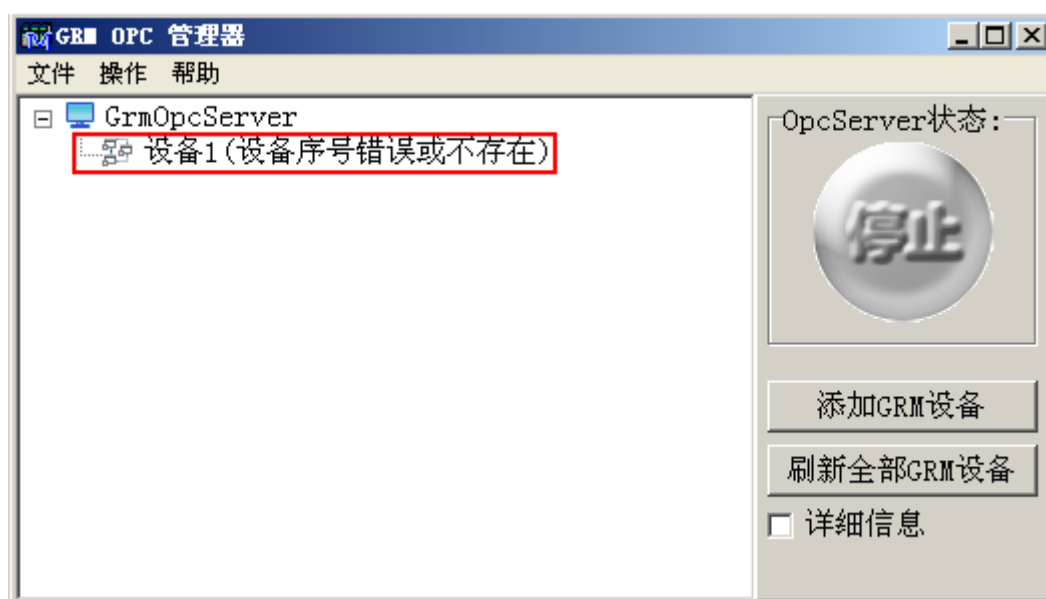 GRM OPC 管理器
文件 操作 帮助
GrmOpcServer
设备1(设备序号错误或不存在)
OpcServer状态:
停止
添加GRM设备
刷新全部GRM设备
详细信息